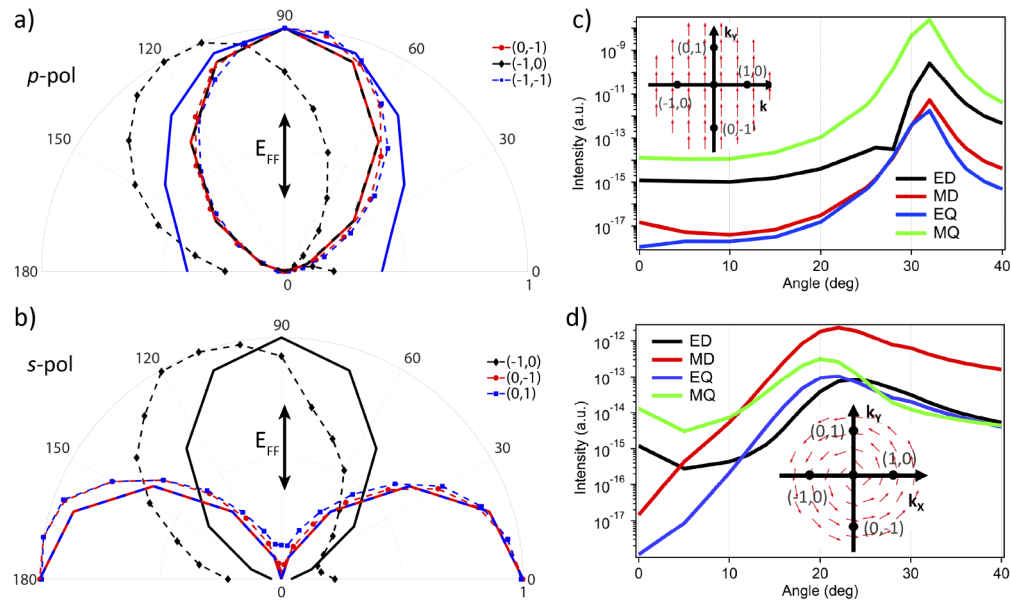 a)
p-pol
90
120
60
150
30
180
0
0
1
E_FF
(0,-1)
(-1,0)
(-1,-1)
b)
s-pol
90
120
60
150
30
180
0
0
1
E_FF
(-1,0)
(0,-1)
(0,1)
c)
Intensity (a.u.)
10^-9
10^-11
10^-13
10^-15
10^-17
0
10
20
30
40
Angle (deg)
k_Y
(0,1)
(1,0)
(-1,0)
k
(0,-1)
ED
MD
EQ
MQ
d)
Intensity (a.u.)
10^-12
10^-13
10^-14
10^-15
10^-16
10^-17
0
10
20
30
40
Angle (deg)
ED
MD
EQ
MQ
k_Y
(0,1)
(1,0)
(-1,0)
k_X
(0,-1)